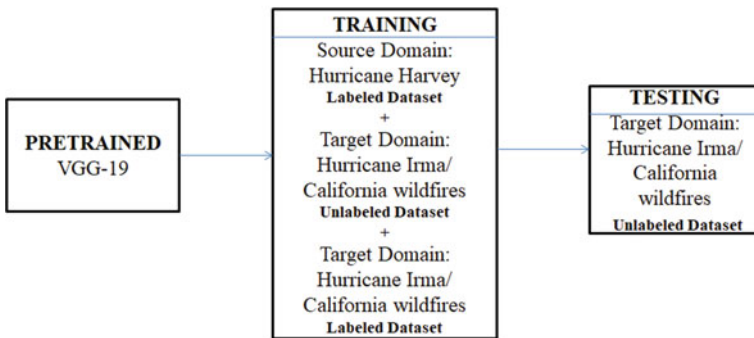 PRETRAINED
VGG-19
TRAINING
Source Domain:
Hurricane Harvey
Labeled Dataset
+
Target Domain:
Hurricane Irma/
California wildfires
Unlabeled Dataset
+
Target Domain:
Hurricane Irma/
California wildfires
Labeled Dataset
TESTING
Target Domain:
Hurricane Irma/
California
wildfires
Unlabeled Dataset